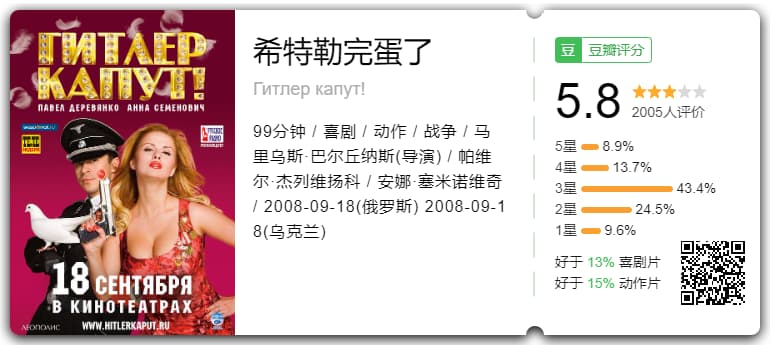 ГИТЛЕР
КАПУТ!
ПАВЕЛ ДЕРЕВЯНКО АННА СЕМЕНОВИЧ
18 СЕНТЯБРЯ
В КИНОТЕАТРАХ
ЛЕОПОЛИС
WWW.HITLERKAPUT.RU
希特勒完蛋了
Гитлер капут!
99分钟 / 喜剧 / 动作 / 战争 / 马
里乌斯·巴尔丘纳斯(导演) / 帕维
尔·杰列维扬科 / 安娜·塞米诺维奇
/ 2008-09-18(俄罗斯) 2008-09-1
8(乌克兰)
豆 豆瓣评分
5.8
2005人评价
5星 8.9%
4星 13.7%
3星 43.4%
2星 24.5%
1星 9.6%
好于 13% 喜剧片
好于 15% 动作片